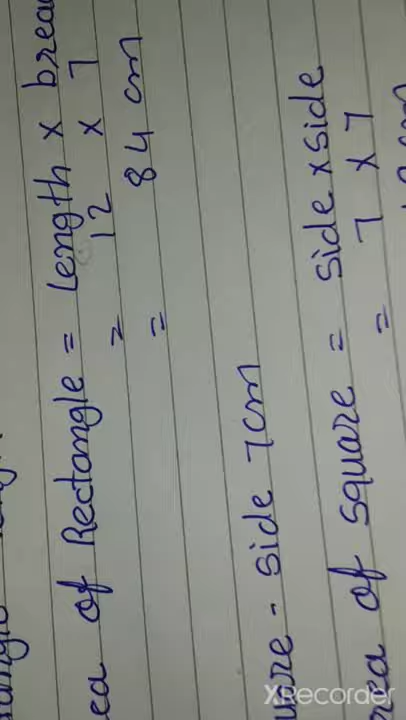 ea of Rectangle = Length x brea
= 12 x 7
= 84 cm
uare - side 7cm
rea of square = side x side
= 7 x 7
XRecorder